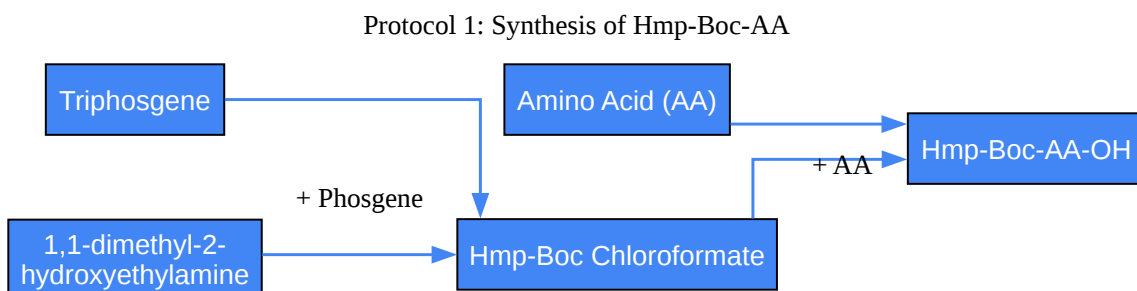 Protocol 1: Synthesis of Hmp-Boc-AA
Triphosgene
Amino Acid (AA)
Hmp-Boc-AA-OH
+ AA
+ Phosgene
1,1-dimethyl-2-
hydroxyethylamine
Hmp-Boc Chloroformate